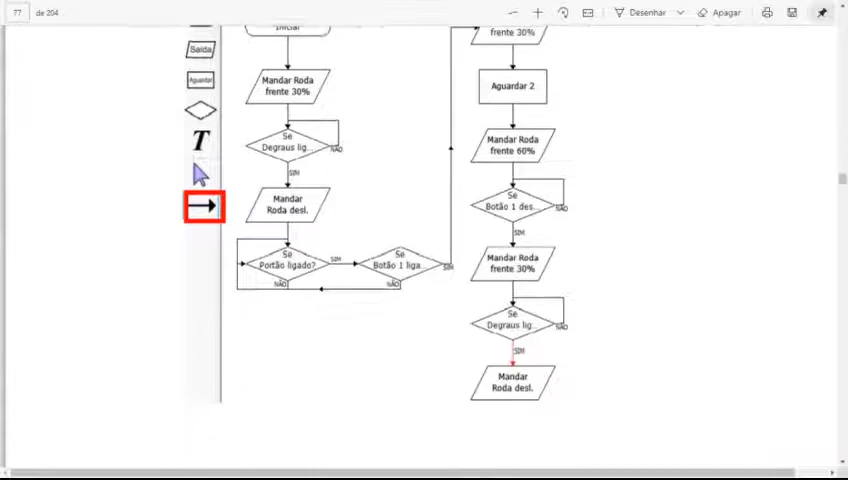 77
de 204
Desenhar
Apagar
Saída
Aguardar
T
Iniciar
Mandar Roda
frente 30%
Se
Degraus lig...
NÃO
SIM
Mandar
Roda desl.
Se
Portão ligado?
SIM
NÃO
Se
Botão 1 liga...
SIM
NÃO
frente 30%
Aguardar 2
Mandar Roda
frente 60%
Se
Botão 1 des...
NÃO
SIM
Mandar Roda
frente 30%
Se
Degraus lig...
NÃO
SIM
Mandar
Roda desl.